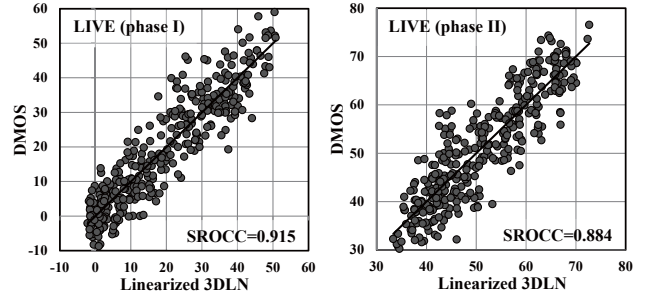 LIVE (phase I)
60
50
40
30
20
10
0
-10
DMOS
SROCC=0.915
-10 0 10 20 30 40 50 60
Linearized 3DLN
LIVE (phase II)
80
70
60
50
40
30
DMOS
SROCC=0.884
30 40 50 60 70 80
Linearized 3DLN